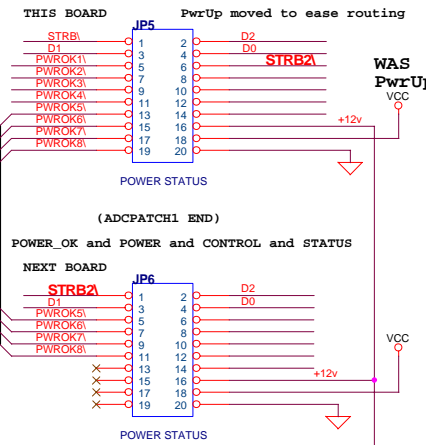 THIS BOARD
PwrUp moved to ease routing
JP5
STRB\ 1 2 D2
D1 3 4 D0
PWROK1\ 5 6 STRB2\
PWROK2\ 7 8
PWROK3\ 9 10
PWROK4\ 11 12
PWROK5\ 13 14
PWROK6\ 15 16 +12v
PWROK7\ 17 18
PWROK8\ 19 20
WAS
PwrUp
VCC
POWER STATUS
(ADCPATCH1 END)
POWER_OK and POWER and CONTROL and STATUS
NEXT BOARD
JP6
STRB2\ 1 2 D2
D1 3 4 D0
PWROK5\ 5 6
PWROK6\ 7 8
PWROK7\ 9 10
PWROK8\ 11 12
13 14
15 16 +12v
17 18
19 20
VCC
POWER STATUS